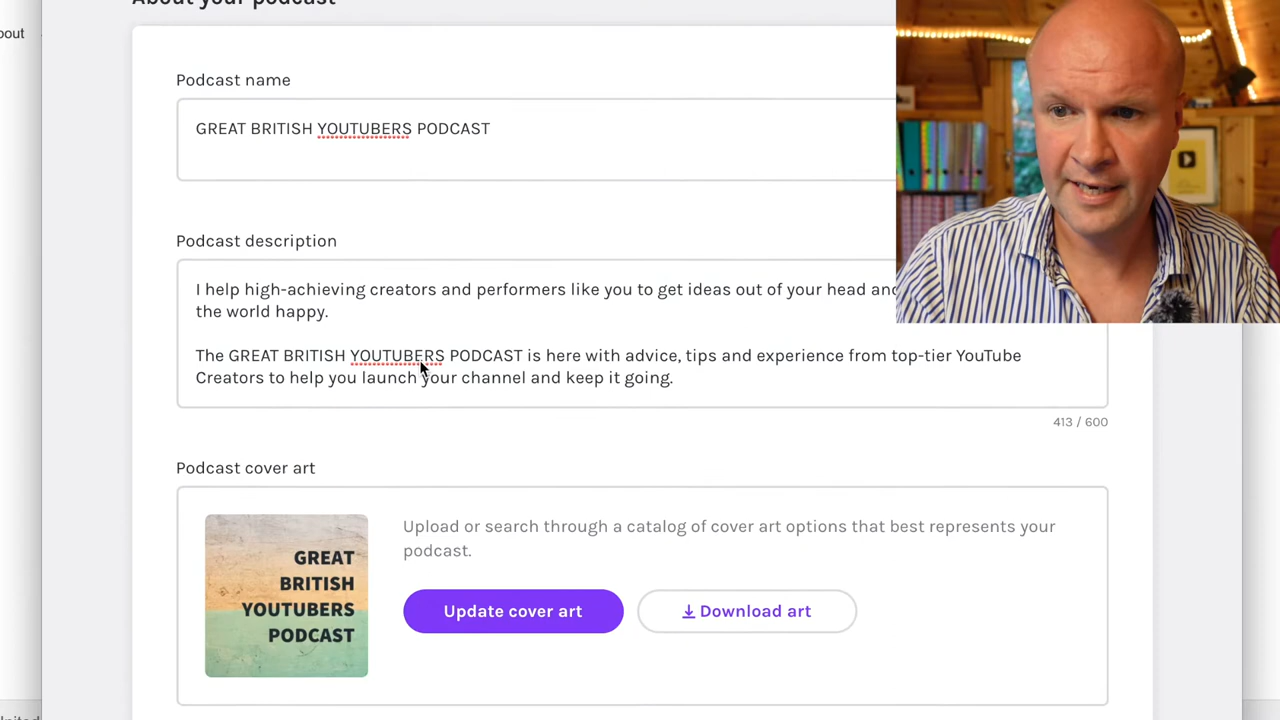 About your podcast
bout
Podcast name
GREAT BRITISH YOUTUBERS PODCAST
Podcast description
I help high-achieving creators and performers like you to get ideas out of your head and
the world happy.
The GREAT BRITISH YOUTUBERS PODCAST is here with advice, tips and experience from top-tier YouTube
Creators to help you launch your channel and keep it going.
413 / 600
Podcast cover art
GREAT
BRITISH
YOUTUBERS
PODCAST
Upload or search through a catalog of cover art options that best represents your
podcast.
Update cover art
Download art